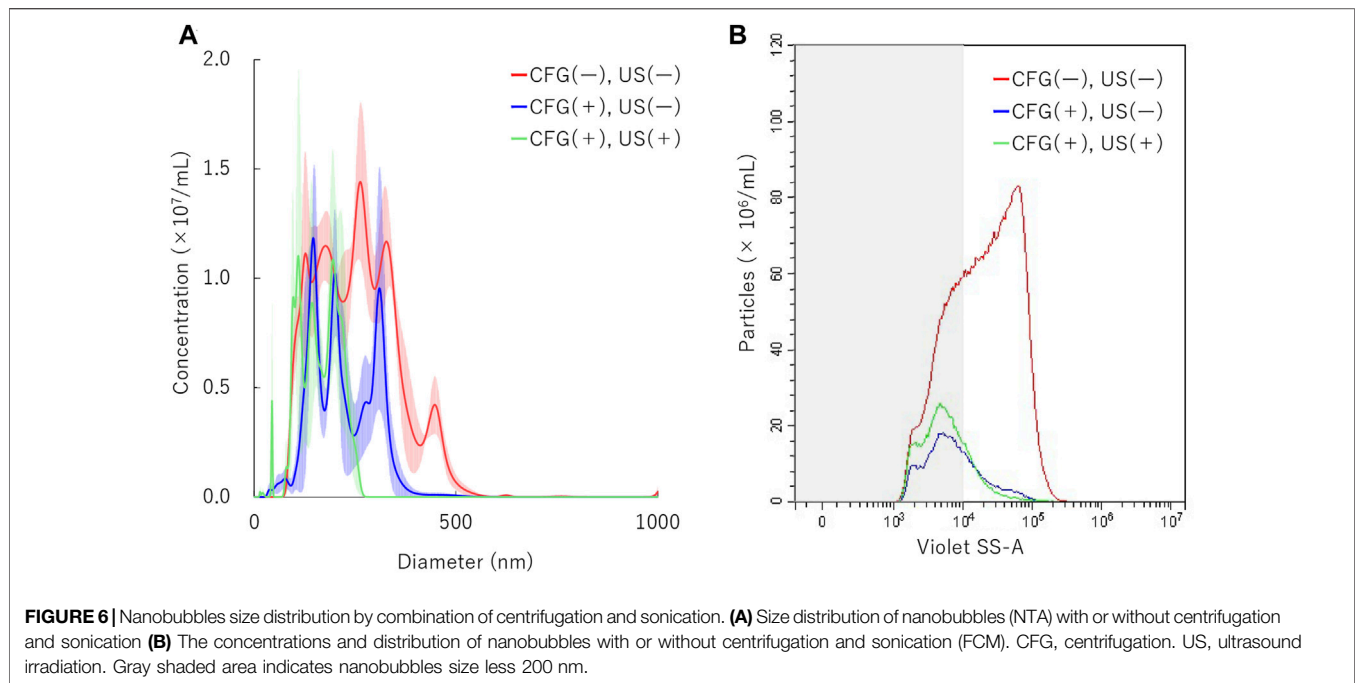 A
2.0
1.5
1.0
0.5
0.0
Concentration (×10⁷/mL)
CFG(−), US(−)
CFG(+), US(−)
CFG(+), US(+)
0
500
1000
Diameter (nm)
B
120
100
80
60
40
20
0
Particles (× 10⁶/mL)
CFG(−), US(−)
CFG(+), US(−)
CFG(+), US(+)
0
10³
10⁴
10⁵
10⁶
10⁷
Violet SS-A
FIGURE 6 | Nanobubbles size distribution by combination of centrifugation and sonication. (A) Size distribution of nanobubbles (NTA) with or without centrifugation
and sonication (B) The concentrations and distribution of nanobubbles with or without centrifugation and sonication (FCM). CFG, centrifugation. US, ultrasound
irradiation. Gray shaded area indicates nanobubbles size less 200 nm.